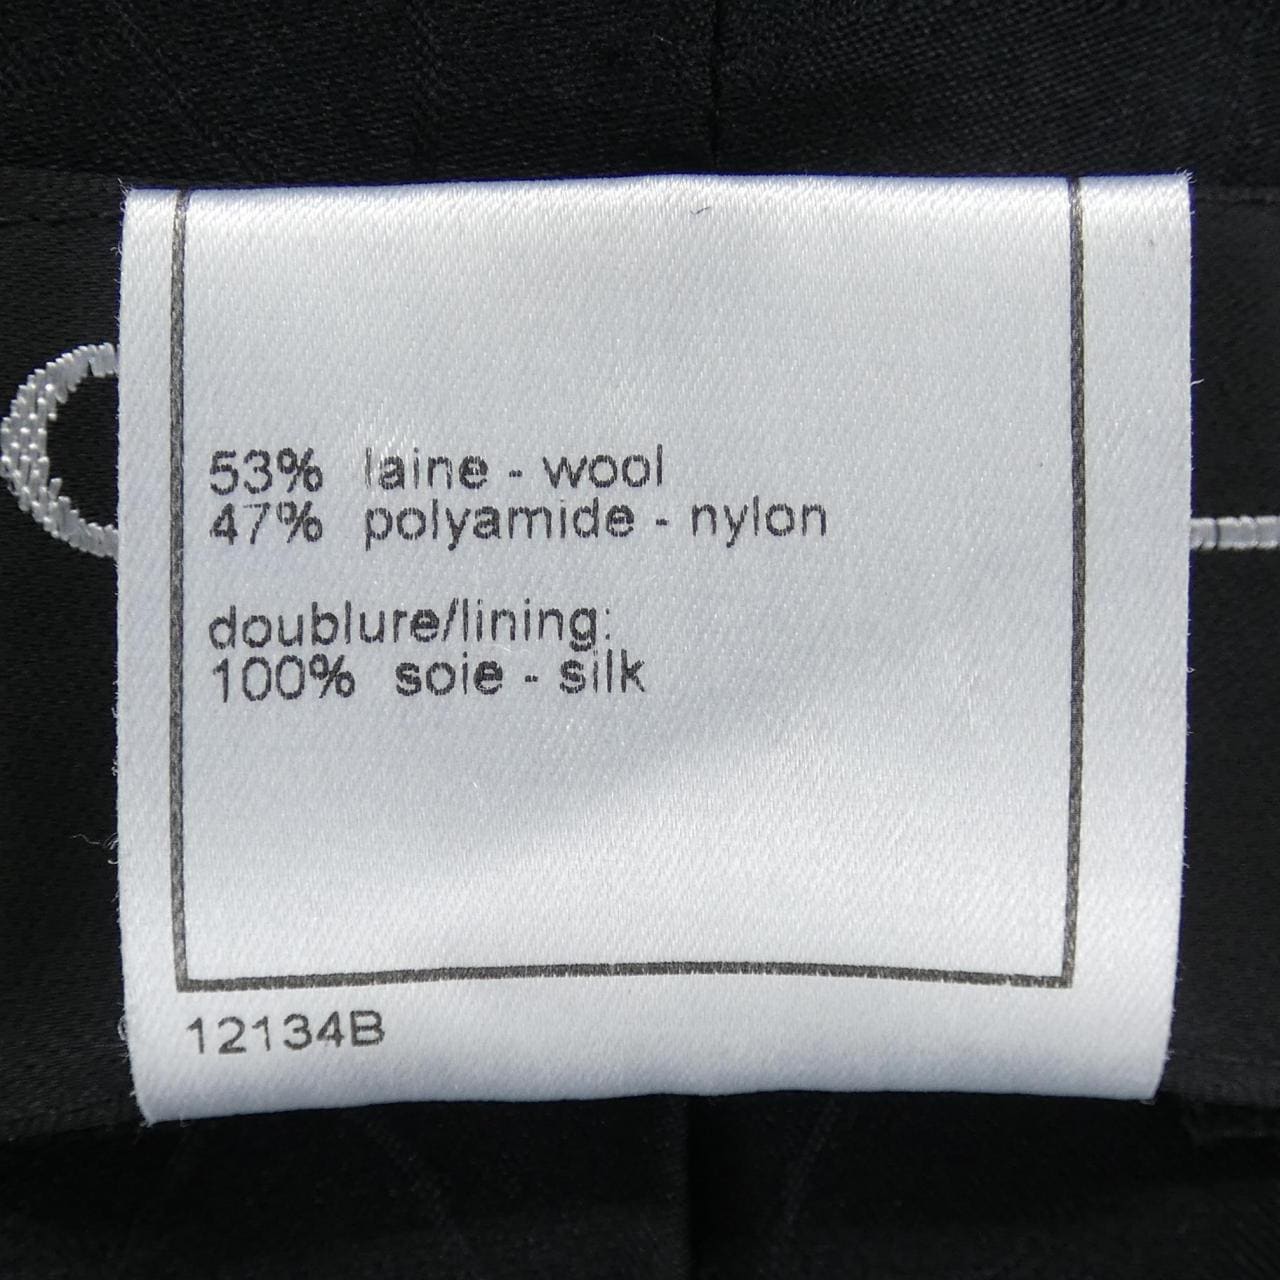 53% laine - wool
47% polyamide - nylon
doublure/lining:
100% soie - silk
12134B